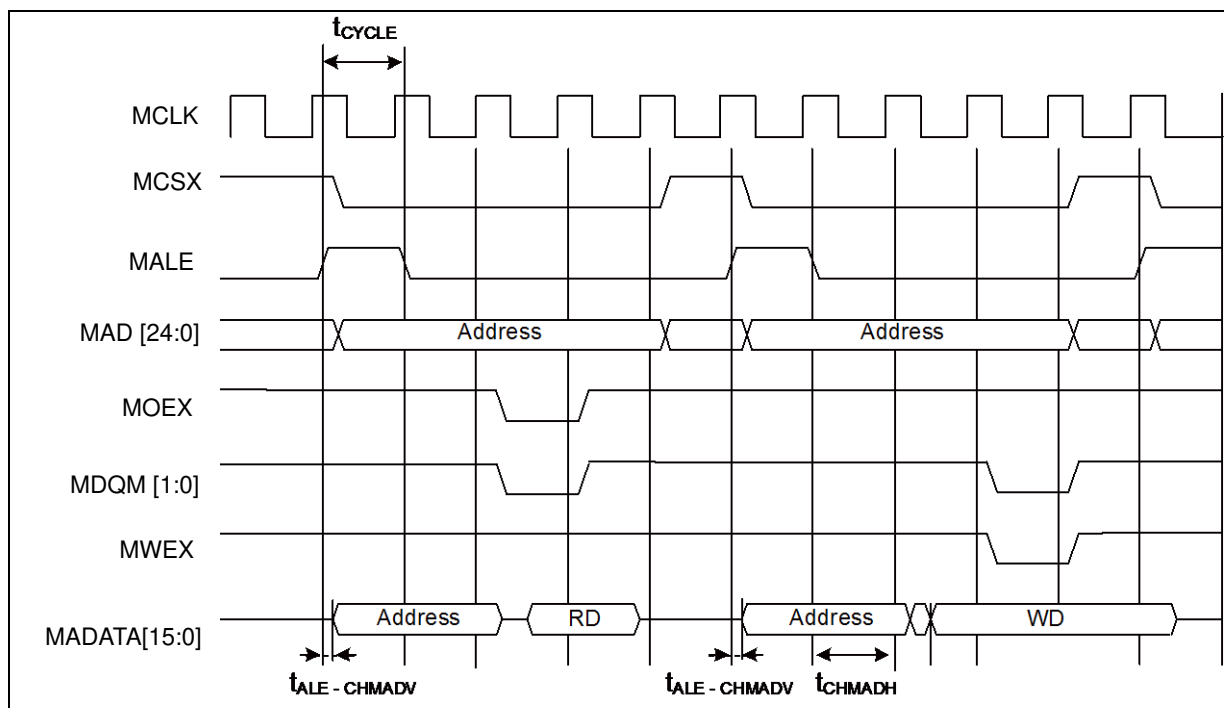 tCYCLE
MCLK
MCSX
MALE
MAD [24:0]
Address
Address
MOEX
MDQM [1:0]
MWEX
MADATA[15:0]
Address
RD
Address
WD
tALE - CHMADV
tALE - CHMADV
tCHMADH